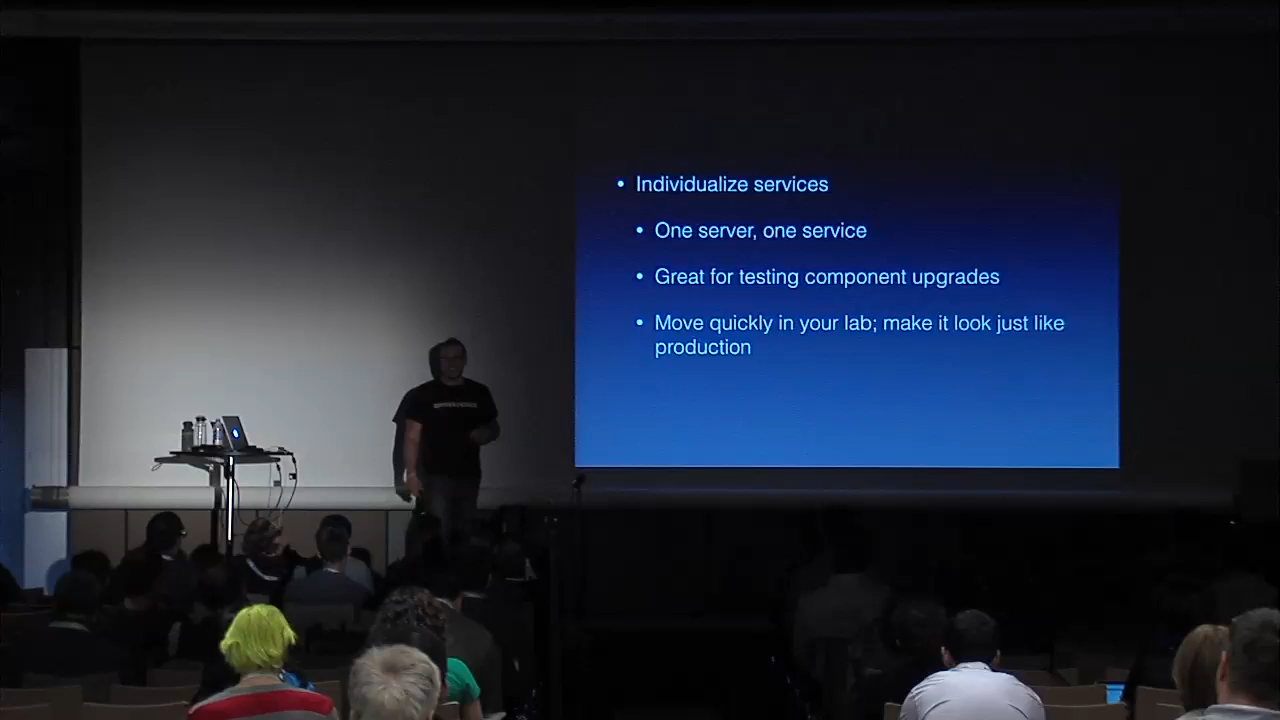 • Individualize services
• One server, one service
• Great for testing component upgrades
• Move quickly in your lab; make it look just like
production